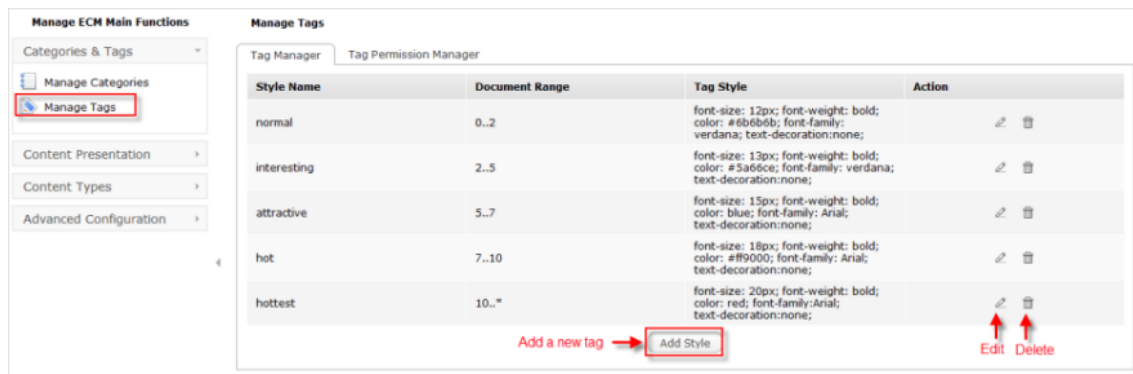 Manage ECM Main Functions
Manage Tags
Categories & Tags
Manage Categories
Manage Tags
Content Presentation
Content Types
Advanced Configuration
Tag Manager
Tag Permission Manager
Style Name
Document Range
Tag Style
Action
normal
0..2
font-size: 12px; font-weight: bold;
color: #6b6b6b; font-family:
verdana; text-decoration:none;
interesting
2..5
font-size: 13px; font-weight: bold;
color: #5a66ce; font-family: verdana;
text-decoration:none;
attractive
5..7
font-size: 15px; font-weight: bold;
color: blue; font-family: Arial;
text-decoration:none;
hot
7..10
font-size: 18px; font-weight: bold;
color: #ff9000; font-family: Arial;
text-decoration:none;
hottest
10..*
font-size: 20px; font-weight: bold;
color: red; font-family:Arial;
text-decoration:none;
Add a new tag
Add Style
Edit
Delete